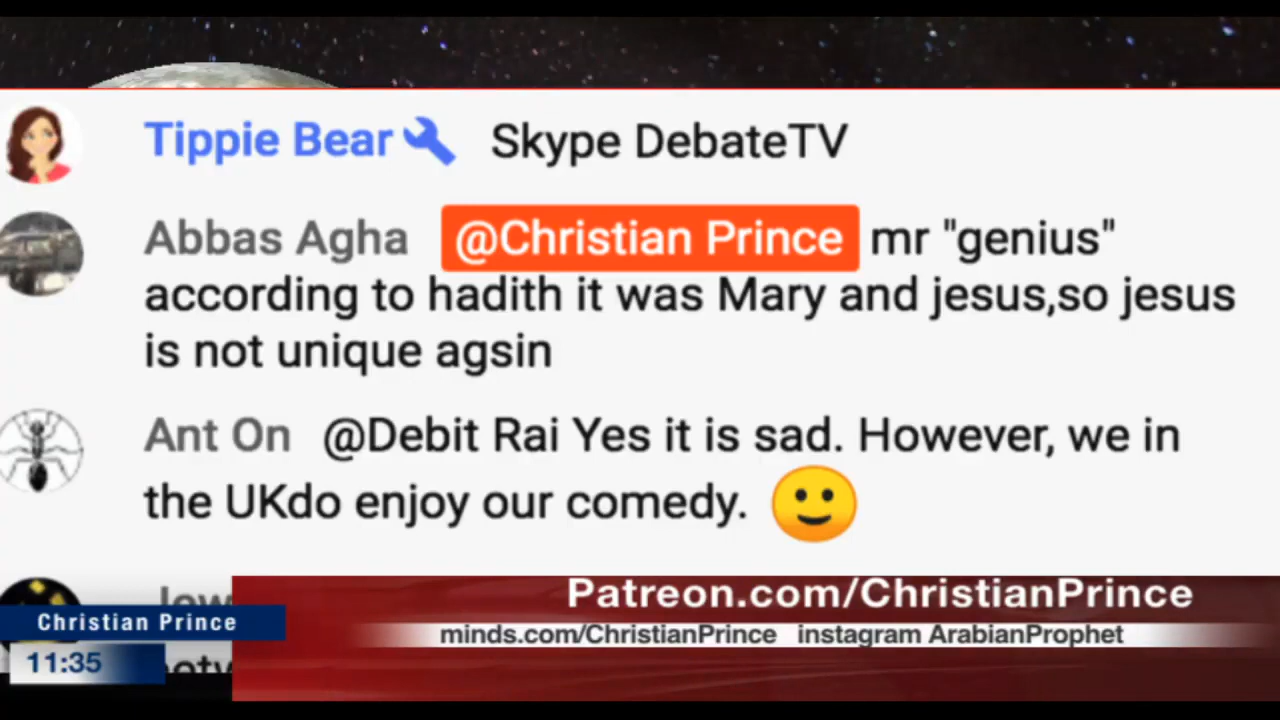 Tippie Bear Skype DebateTV
Abbas Agha @Christian Prince mr "genius"
according to hadith it was Mary and jesus,so jesus
is not unique agsin
Ant On @Debit Rai Yes it is sad. However, we in
the UKdo enjoy our comedy.
Patreon.com/ChristianPrince
Christian Prince
minds.com/ChristianPrince instagram ArabianProphet
11:35